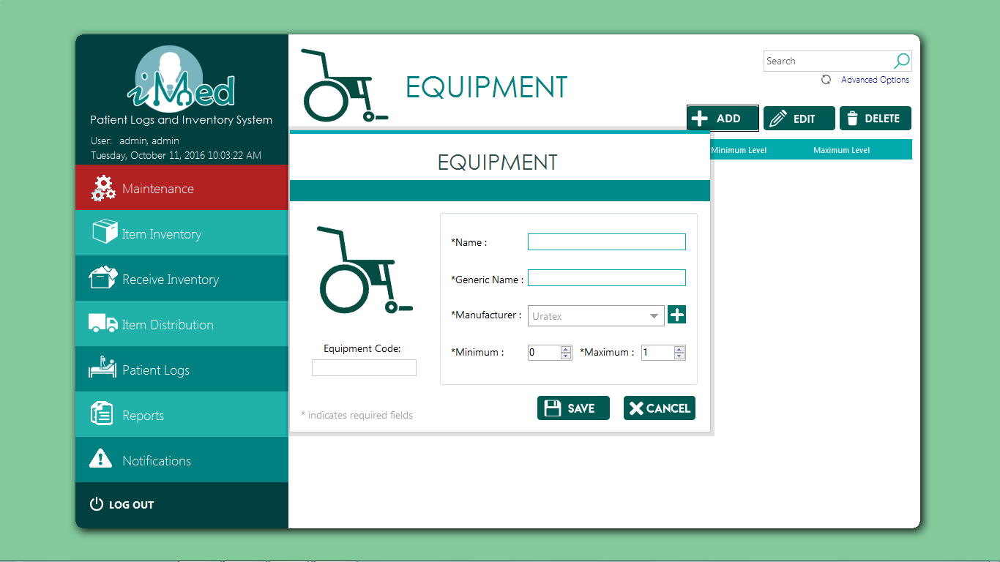 iMed
Patient Logs and Inventory System
User: admin, admin
Tuesday, October 11, 2016 10:03:22 AM
Maintenance
Item Inventory
Receive Inventory
Item Distribution
Patient Logs
Reports
Notifications
LOG OUT
EQUIPMENT
Search
Advanced Options
ADD EDIT DELETE
Minimum Level Maximum Level
EQUIPMENT
*Name :
*Generic Name :
*Manufacturer : Uratex
*Minimum : 0 *Maximum : 1
Equipment Code:
* indicates required fields
SAVE CANCEL